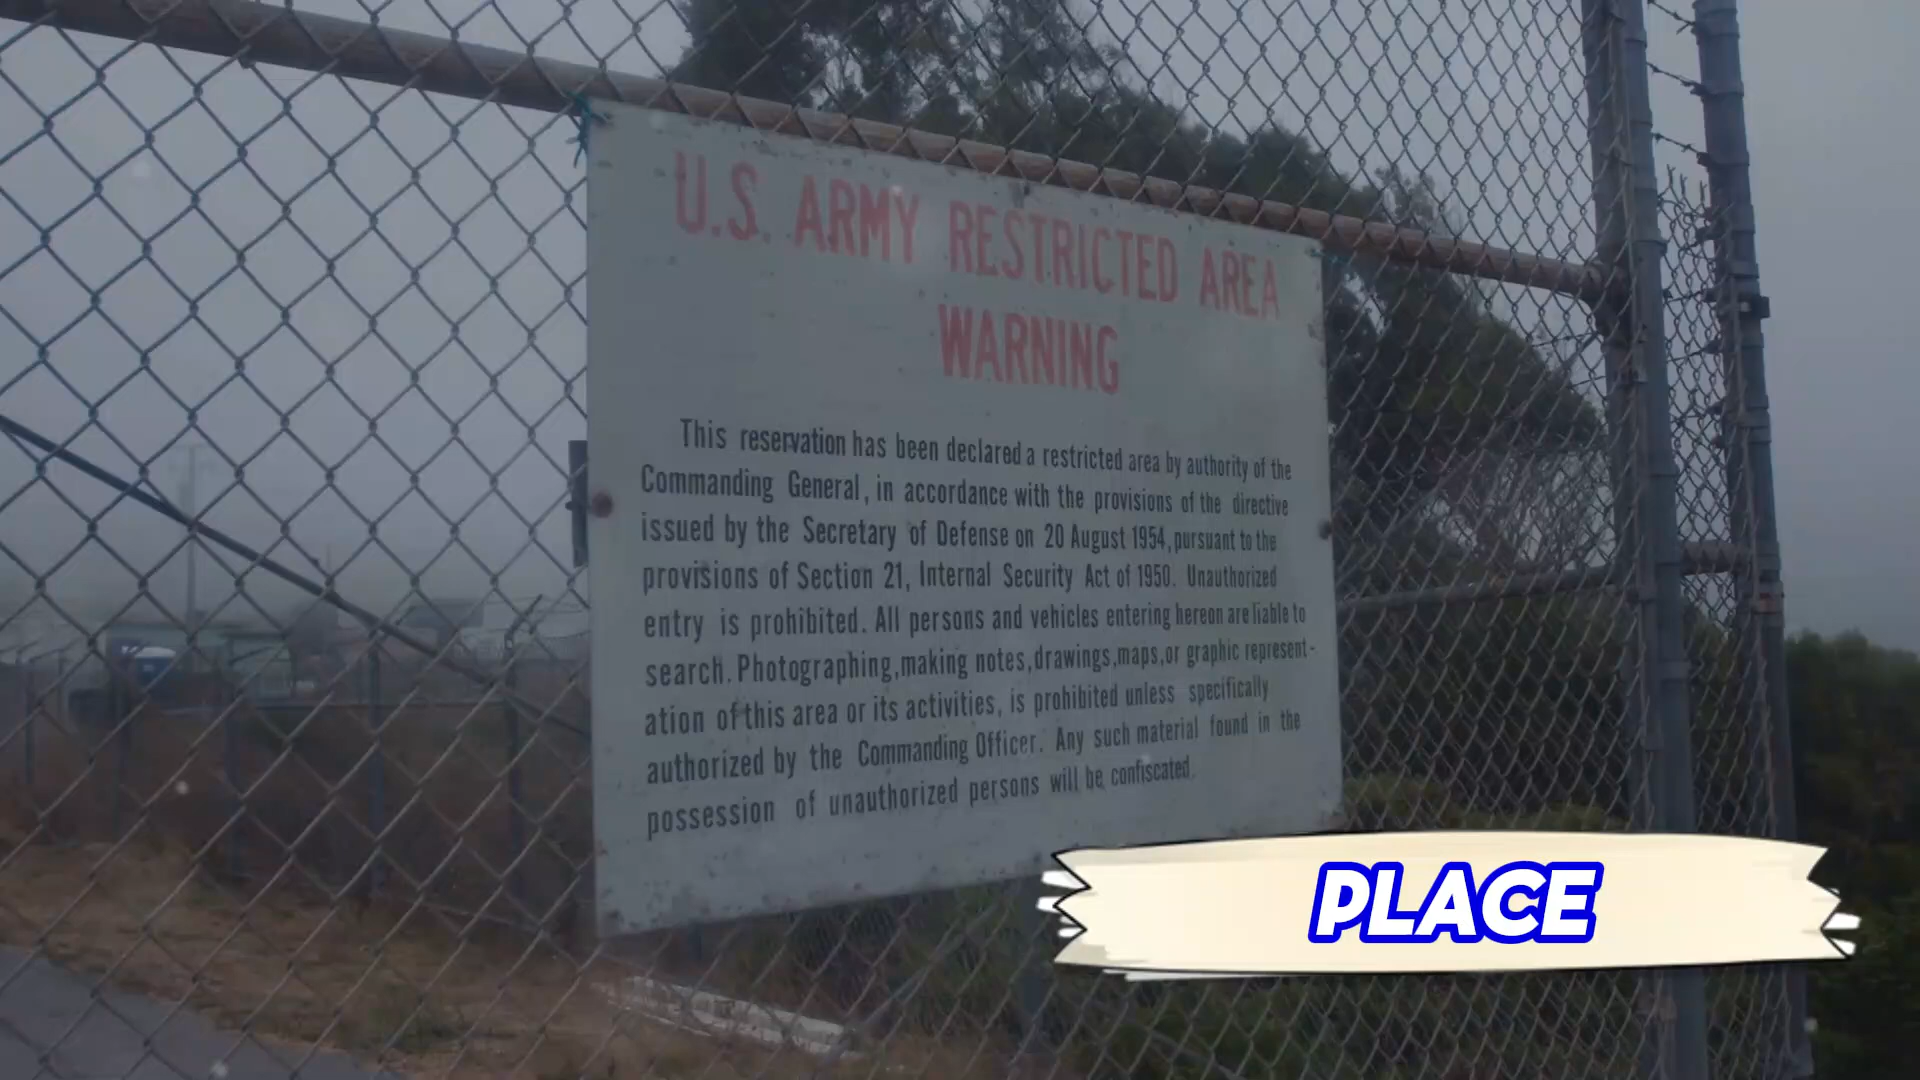 U.S. ARMY RESTRICTED AREA
WARNING
This reservation has been declared a restricted area by authority of the
Commanding General, in accordance with the provisions of the directive
issued by the Secretary of Defense on 20 August 1954, pursuant to the
provisions of Section 21, Internal Security Act of 1950. Unauthorized
entry is prohibited. All persons and vehicles entering hereon are liable to
search. Photographing, making notes, drawings, maps, or graphic represent-
ation of this area or its activities, is prohibited unless specifically
authorized by the Commanding Officer. Any such material found in the
possession of unauthorized persons will be confiscated.
PLACE